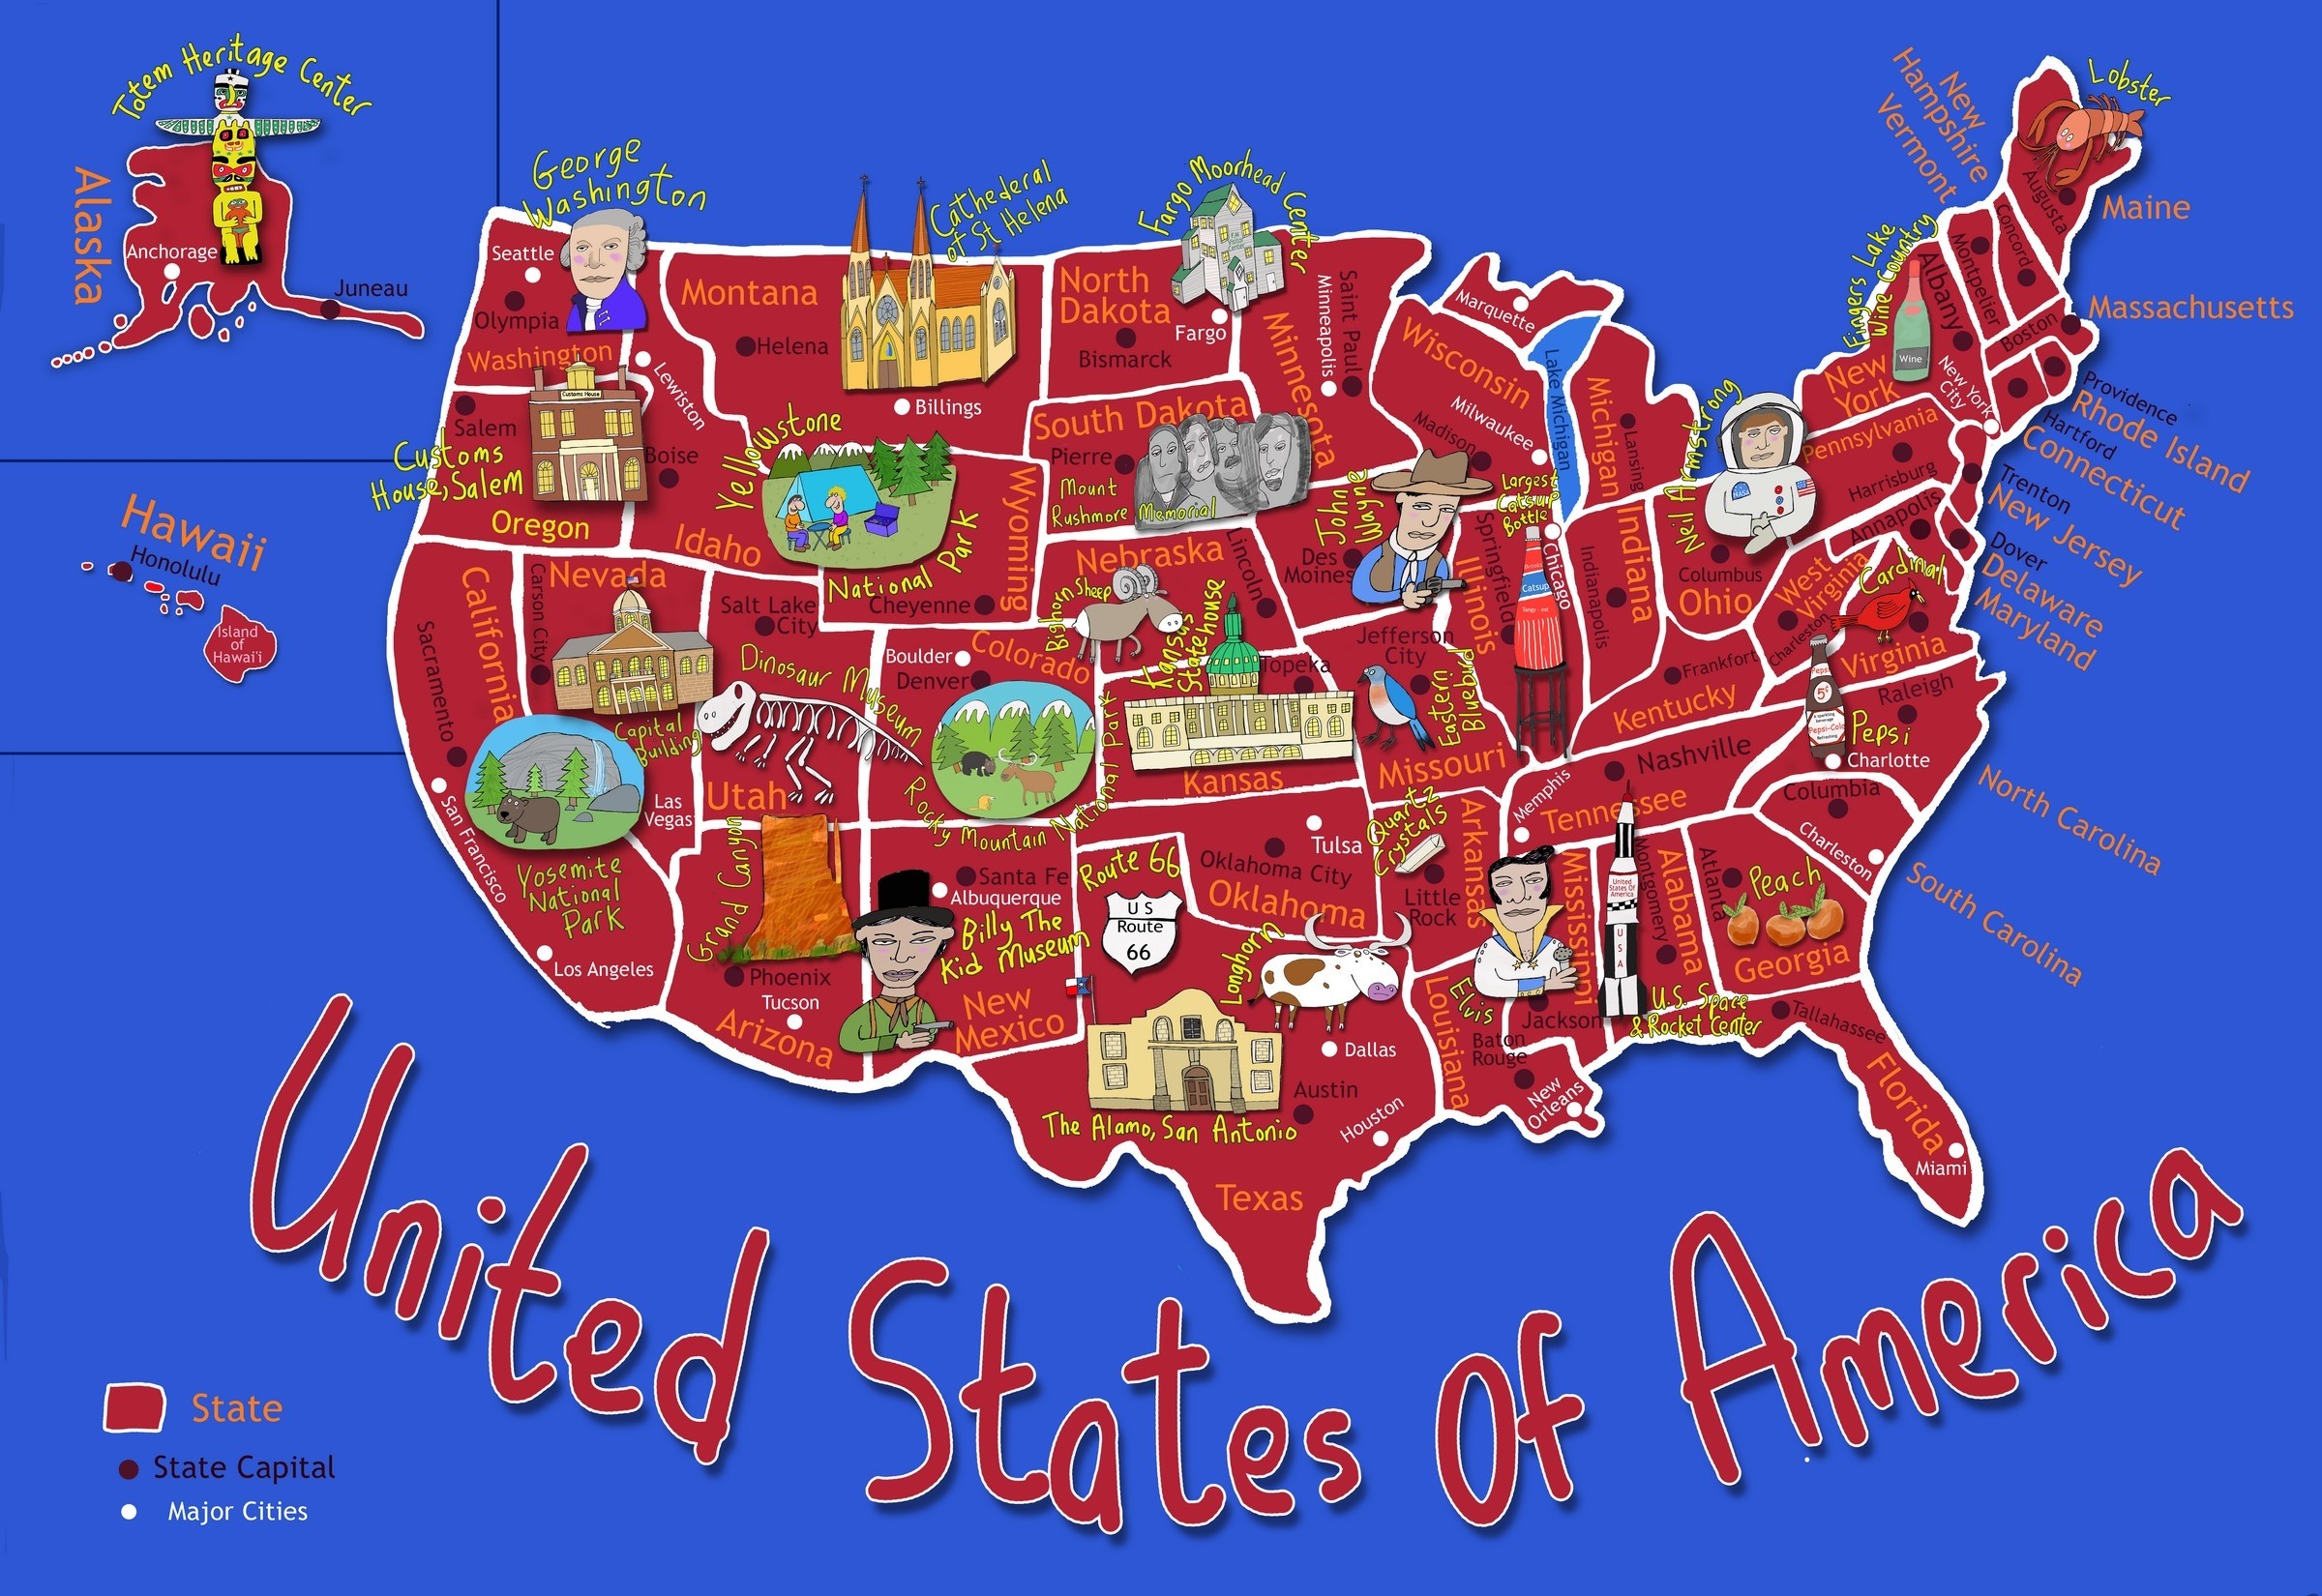 Totem Heritage Center
Alaska
Anchorage
Juneau
Hawaii
Honolulu
Island
of
Hawai'i
George
Washington
Seattle
Olympia
Washington
Customs House
Salem
Customs
House, Salem
Oregon
Lewiston
Boise
Idaho
Montana
Helena
Billings
Cathederal
of St Helena
Yellowstone
National Park
Wyoming
Cheyenne
North
Dakota
Bismarck
Fargo
Fargo Moorhead Center
South Dakota
Pierre
Mount
Rushmore Memorial
Minnesota
Minneapolis
Saint Paul
Wisconsin
Madison
Milwaukee
Marquette
Lake Michigan
Michigan
Lansing
California
Sacramento
San Francisco
Los Angeles
Yosemite
National
Park
Nevada
Carson City
Capital
Building
Las
Vegas
Salt Lake
City
Utah
Dinosaur Museum
Colorado
Boulder
Denver
Rocky Mountain National Park
Nebraska
Lincoln
Bighorn Sheep
Kansas
Statehouse
Topeka
Kansas
Des
Moines
John
Wayne
Illinois
Springfield
Chicago
Largest
Catsup
Bottle
Catsup
Indiana
Indianapolis
Jefferson
City
Eastern
Bluebird
Missouri
Neil Armstrong
NASA
Columbus
Ohio
Frankfort
Kentucky
West
Virginia
Charleston
Cardinal
Virginia
Grand Canyon
Phoenix
Tucson
Arizona
Santa Fe
Albuquerque
Billy The
Kid Museum
New
Mexico
Route 66
US
Route
66
Tulsa
Oklahoma City
Oklahoma
Longhorn
Dallas
The Alamo, San Antonio
Austin
Houston
Texas
Quartz
Crystals
Arkansas
Little
Rock
Louisiana
Baton
Rouge
New
Orleans
Elvis
Mississippi
Jackson
Memphis
Nashville
Tennessee
United
States Of
America
USA
U.S. Space
& Rocket Center
Montgomery
Alabama
Atlanta
Peach
Georgia
Tallahassee
Florida
Miami
Pepsi
5¢
Pepsi-Cola
Pepsi
Charlotte
Raleigh
North Carolina
Columbia
Charleston
South Carolina
Lobster
Augusta
Maine
New
Hampshire
Concord
Vermont
Montpelier
Massachusetts
Boston
Fingers Lake
Wine Country
Wine
Albany
New
York
New York
City
Providence
Rhode Island
Hartford
Connecticut
Pennsylvania
Harrisburg
Trenton
New Jersey
Dover
Delaware
Annapolis
Maryland
United States Of America
State
State Capital
Major Cities